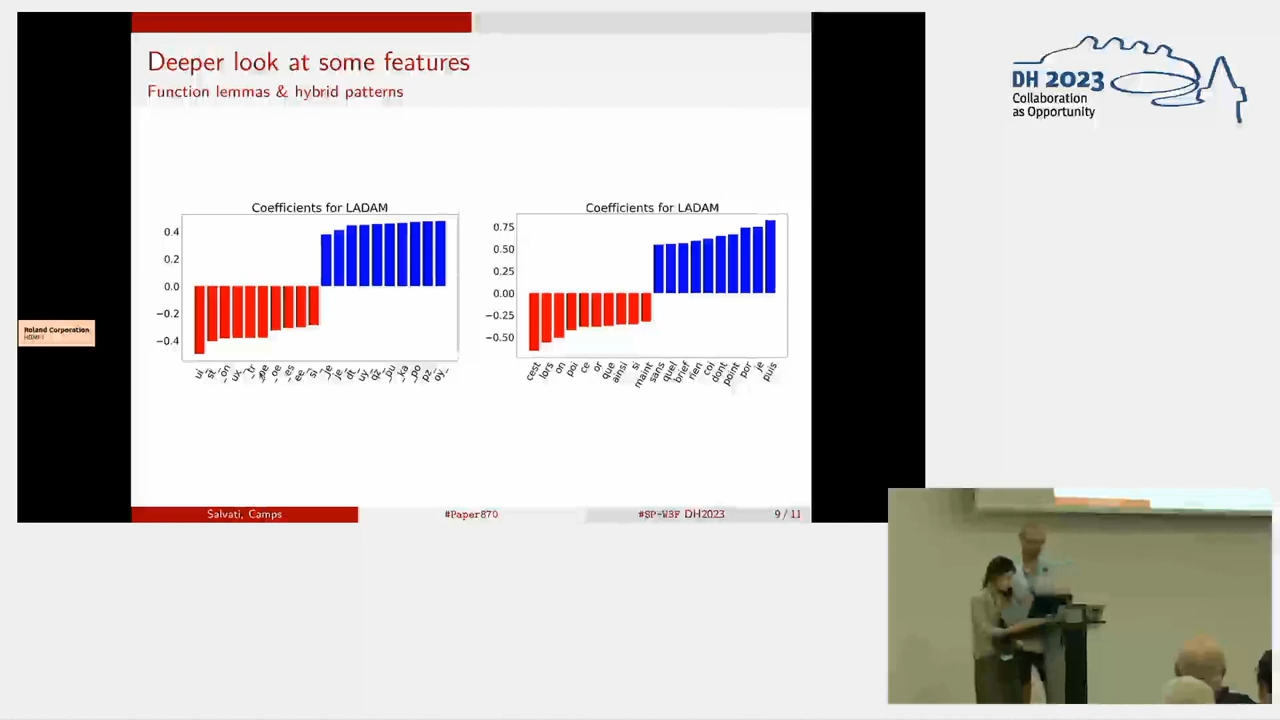 Deeper look at some features
Function lemmas & hybrid patterns
Coefficients for LADAM
0.4
0.2
0.0
−0.2
−0.4
Coefficients for LADAM
0.75
0.50
0.25
0.00
−0.25
−0.50
cest lors on poi ce or que ainsi si maint sans quel brief rien coi dont point por je puis
Roland Corporation
Salvati, Camps
#Paper870
#SP-W3F DH2023
9 / 11
DH 2023
Collaboration
as Opportunity